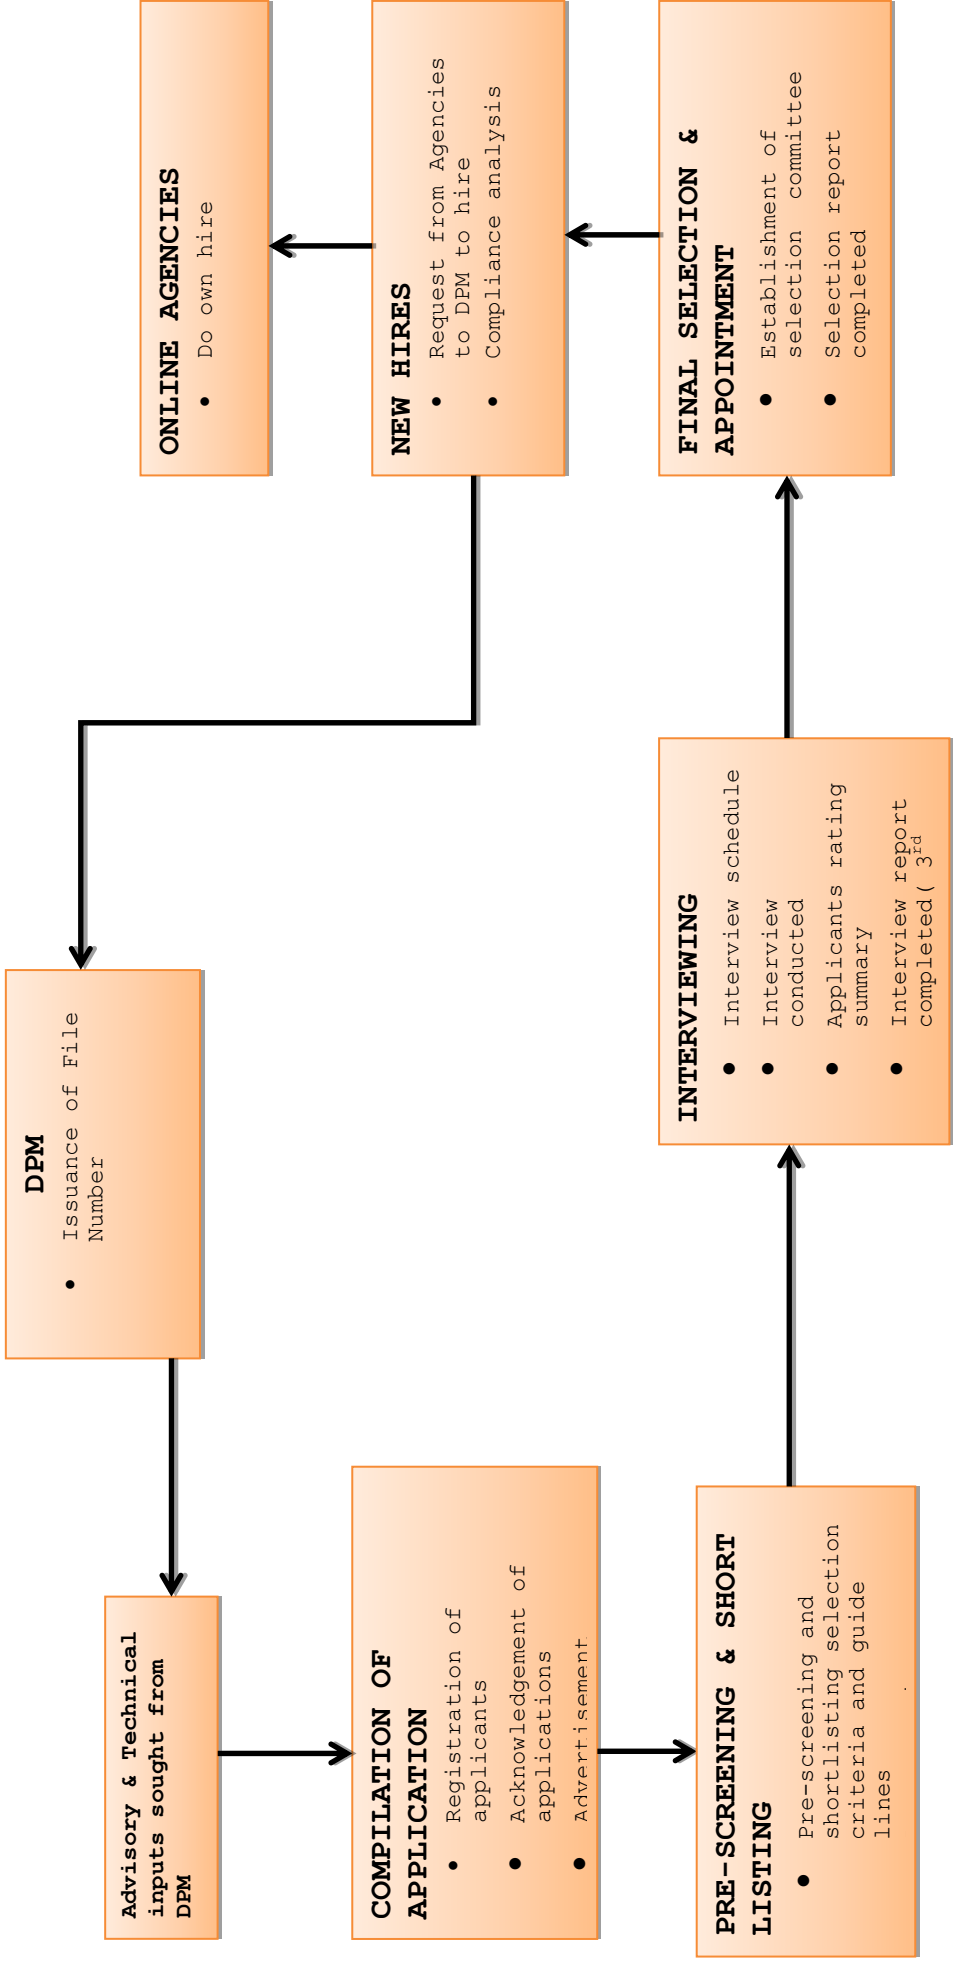 DPM
• Issuance of File
Number
Advisory & Technical
inputs sought from
DPM
COMPILATION OF
APPLICATION
• Registration of
applicants
• Acknowledgement of
applications
• Advertisement
PRE-SCREENING & SHORT
LISTING
• Pre-screening and
shortlisting selection
criteria and guide
lines
INTERVIEWING
• Interview schedule
• Interview
conducted
• Applicants rating
summary
• Interview report
completed( 3rd
FINAL SELECTION &
APPOINTMENT
• Establishment of
selection committee
• Selection report
completed
NEW HIRES
• Request from Agencies
to DPM to hire
• Compliance analysis
ONLINE AGENCIES
• Do own hire